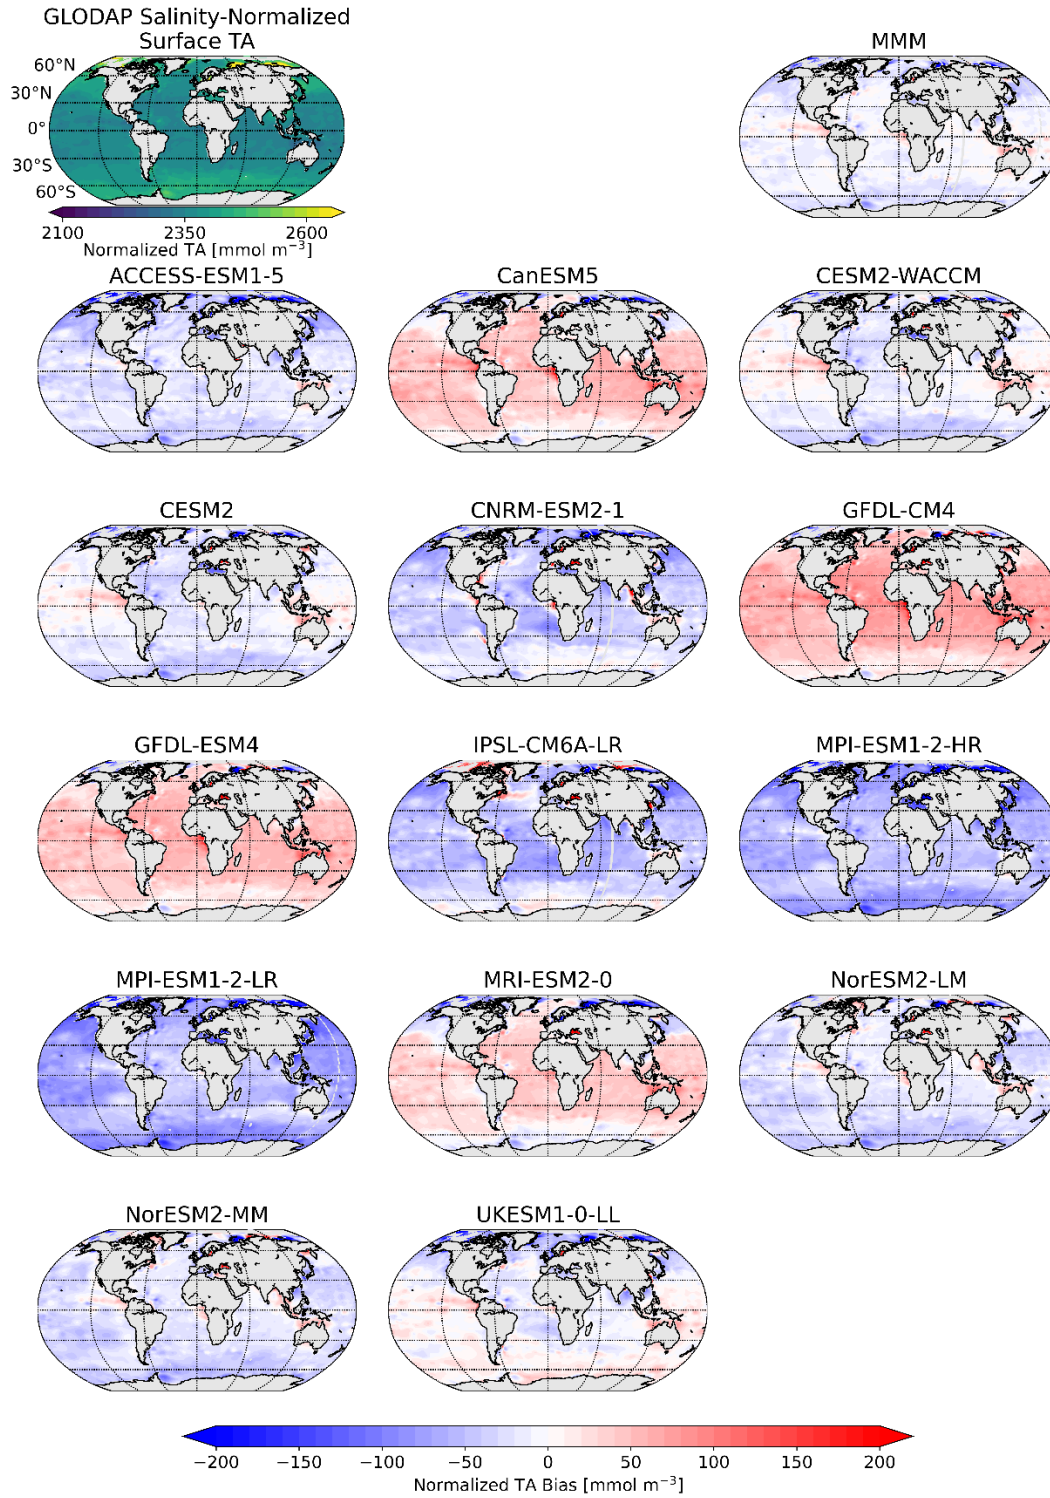 GLODAP Salinity-Normalized
Surface TA
MMM
60°N
30°N
0°
30°S
60°S
2100 2350 2600
Normalized TA [mmol m⁻³]
ACCESS-ESM1-5 CanESM5 CESM2-WACCM
CESM2 CNRM-ESM2-1 GFDL-CM4
GFDL-ESM4 IPSL-CM6A-LR MPI-ESM1-2-HR
MPI-ESM1-2-LR MRI-ESM2-0 NorESM2-LM
NorESM2-MM UKESM1-0-LL
−200 −150 −100 −50 0 50 100 150 200
Normalized TA Bias [mmol m⁻³]